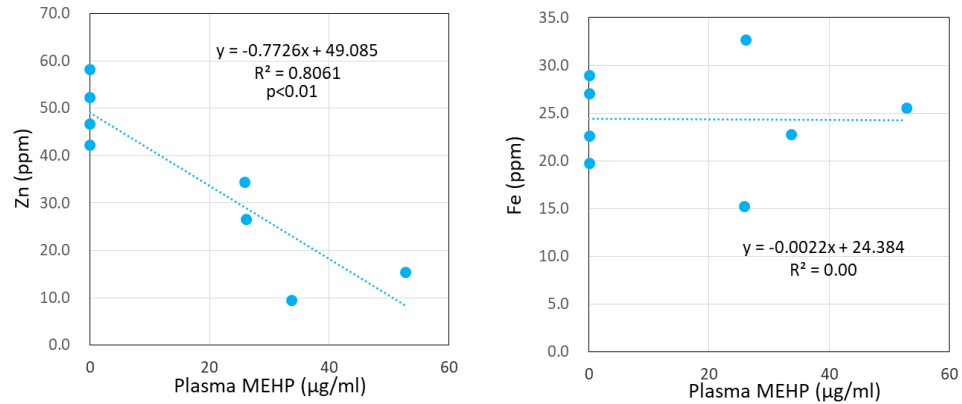 70.0
60.0
50.0
40.0
30.0
20.0
10.0
0.0
Zn (ppm)
y = -0.7726x + 49.085
R² = 0.8061
p<0.01
0 20 40 60
Plasma MEHP (µg/ml)
35.0
30.0
25.0
20.0
15.0
10.0
5.0
0.0
Fe (ppm)
y = -0.0022x + 24.384
R² = 0.00
0 10 20 30 40 50 60
Plasma MEHP (µg/ml)